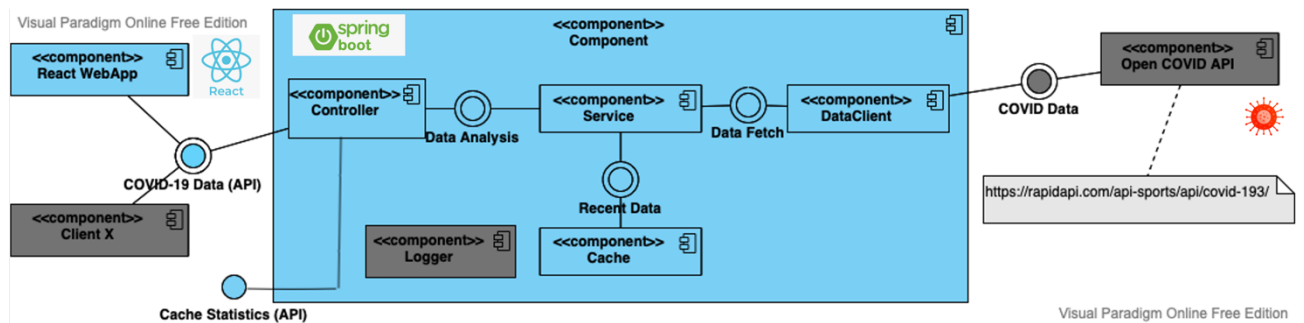 Visual Paradigm Online Free Edition
<<component>>
React WebApp
React
spring
boot
<<component>>
Component
<<component>>
Open COVID API
<<component>>
Controller
<<component>>
Service
<<component>>
DataClient
COVID Data
Data Analysis
Data Fetch
COVID-19 Data (API)
https://rapidapi.com/api-sports/api/covid-193/
Recent Data
<<component>>
Client X
<<component>>
Logger
<<component>>
Cache
Cache Statistics (API)
Visual Paradigm Online Free Edition